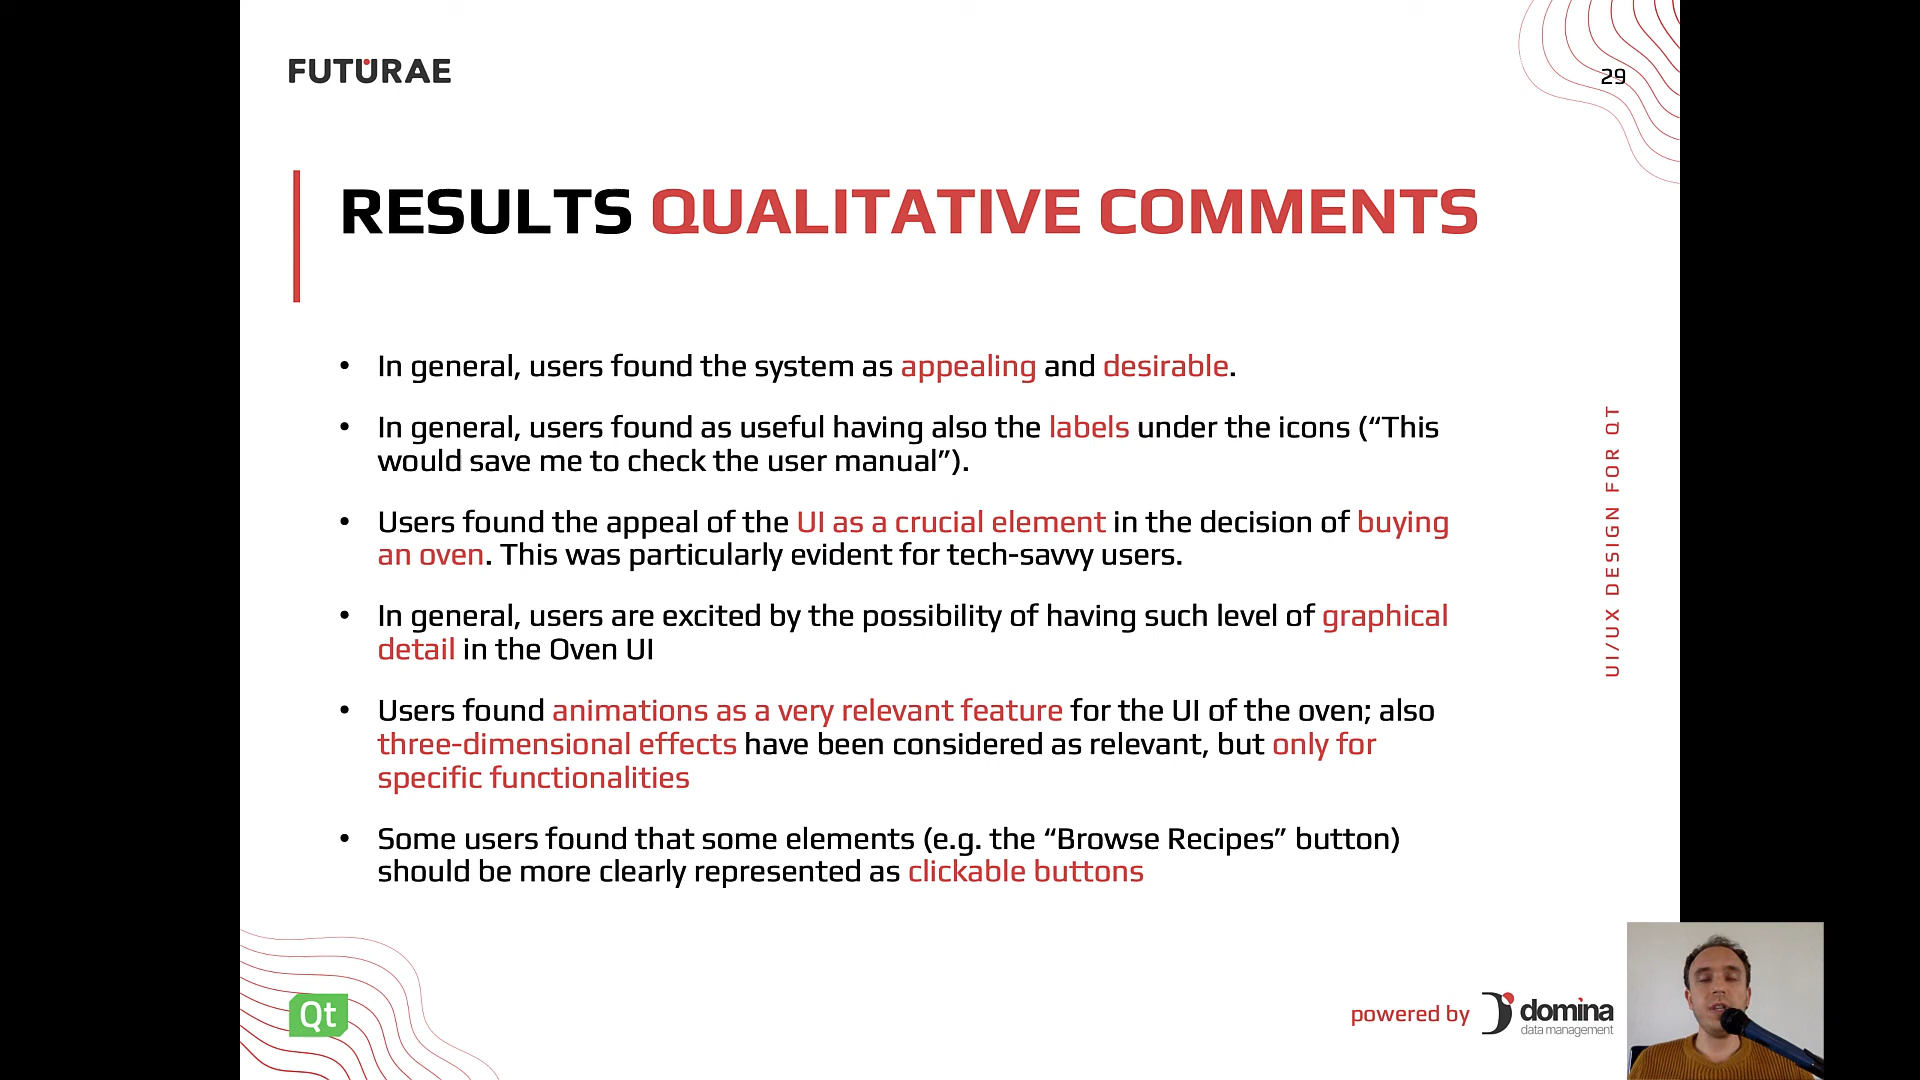 FUTURAE
29
RESULTS QUALITATIVE COMMENTS
• In general, users found the system as appealing and desirable.
• In general, users found as useful having also the labels under the icons (“This
would save me to check the user manual”).
• Users found the appeal of the UI as a crucial element in the decision of buying
an oven. This was particularly evident for tech-savvy users.
• In general, users are excited by the possibility of having such level of graphical
detail in the Oven UI
• Users found animations as a very relevant feature for the UI of the oven; also
three-dimensional effects have been considered as relevant, but only for
specific functionalities
• Some users found that some elements (e.g. the “Browse Recipes” button)
should be more clearly represented as clickable buttons
UI/UX DESIGN FOR QT
Qt
powered by
domina
data management